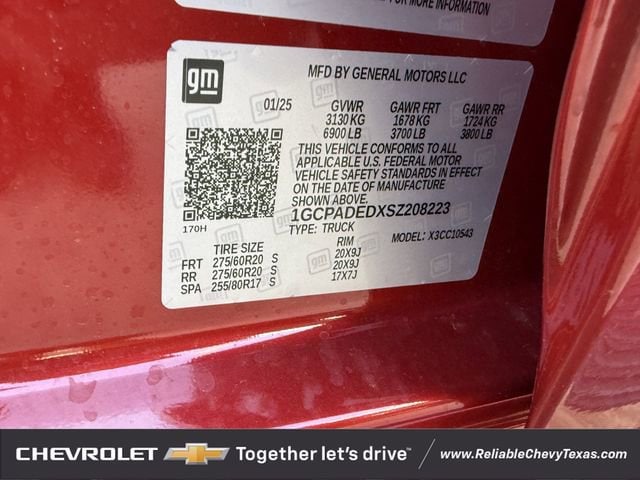 FOR MORE INFORMATION
gm
MFD BY GENERAL MOTORS LLC
01/25 GVWR GAWR FRT GAWR RR
3130 KG 1678 KG 1724 KG
6900 LB 3700 LB 3800 LB
THIS VEHICLE CONFORMS TO ALL
APPLICABLE U.S. FEDERAL MOTOR
VEHICLE SAFETY STANDARDS IN EFFECT
ON THE DATE OF MANUFACTURE
SHOWN ABOVE.
1GCPADEDXSZ208223
170H
TYPE: TRUCK MODEL: X3CC10543
TIRE SIZE RIM
FRT 275/60R20 S 20X9J
RR 275/60R20 S 20X9J
SPA 255/80R17 S 17X7J
CHEVROLET Together let's drive™ www.ReliableChevyTexas.com